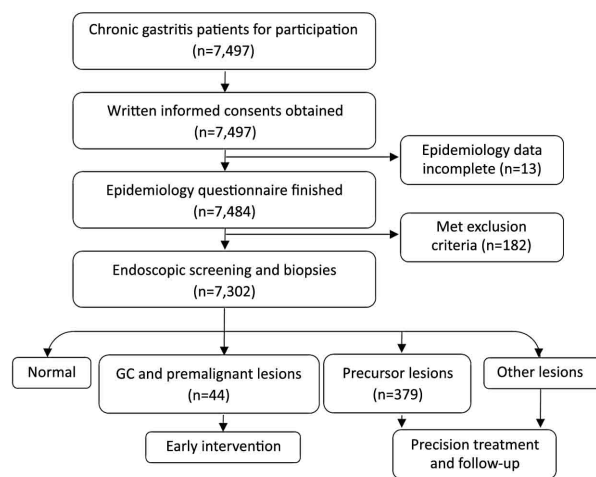 Chronic gastritis patients for participation
(n=7,497)
Written informed consents obtained
(n=7,497)
Epidemiology data
incomplete (n=13)
Epidemiology questionnaire finished
(n=7,484)
Met exclusion
criteria (n=182)
Endoscopic screening and biopsies
(n=7,302)
Normal
GC and premalignant lesions
(n=44)
Precursor lesions
(n=379)
Other lesions
Early intervention
Precision treatment
and follow-up